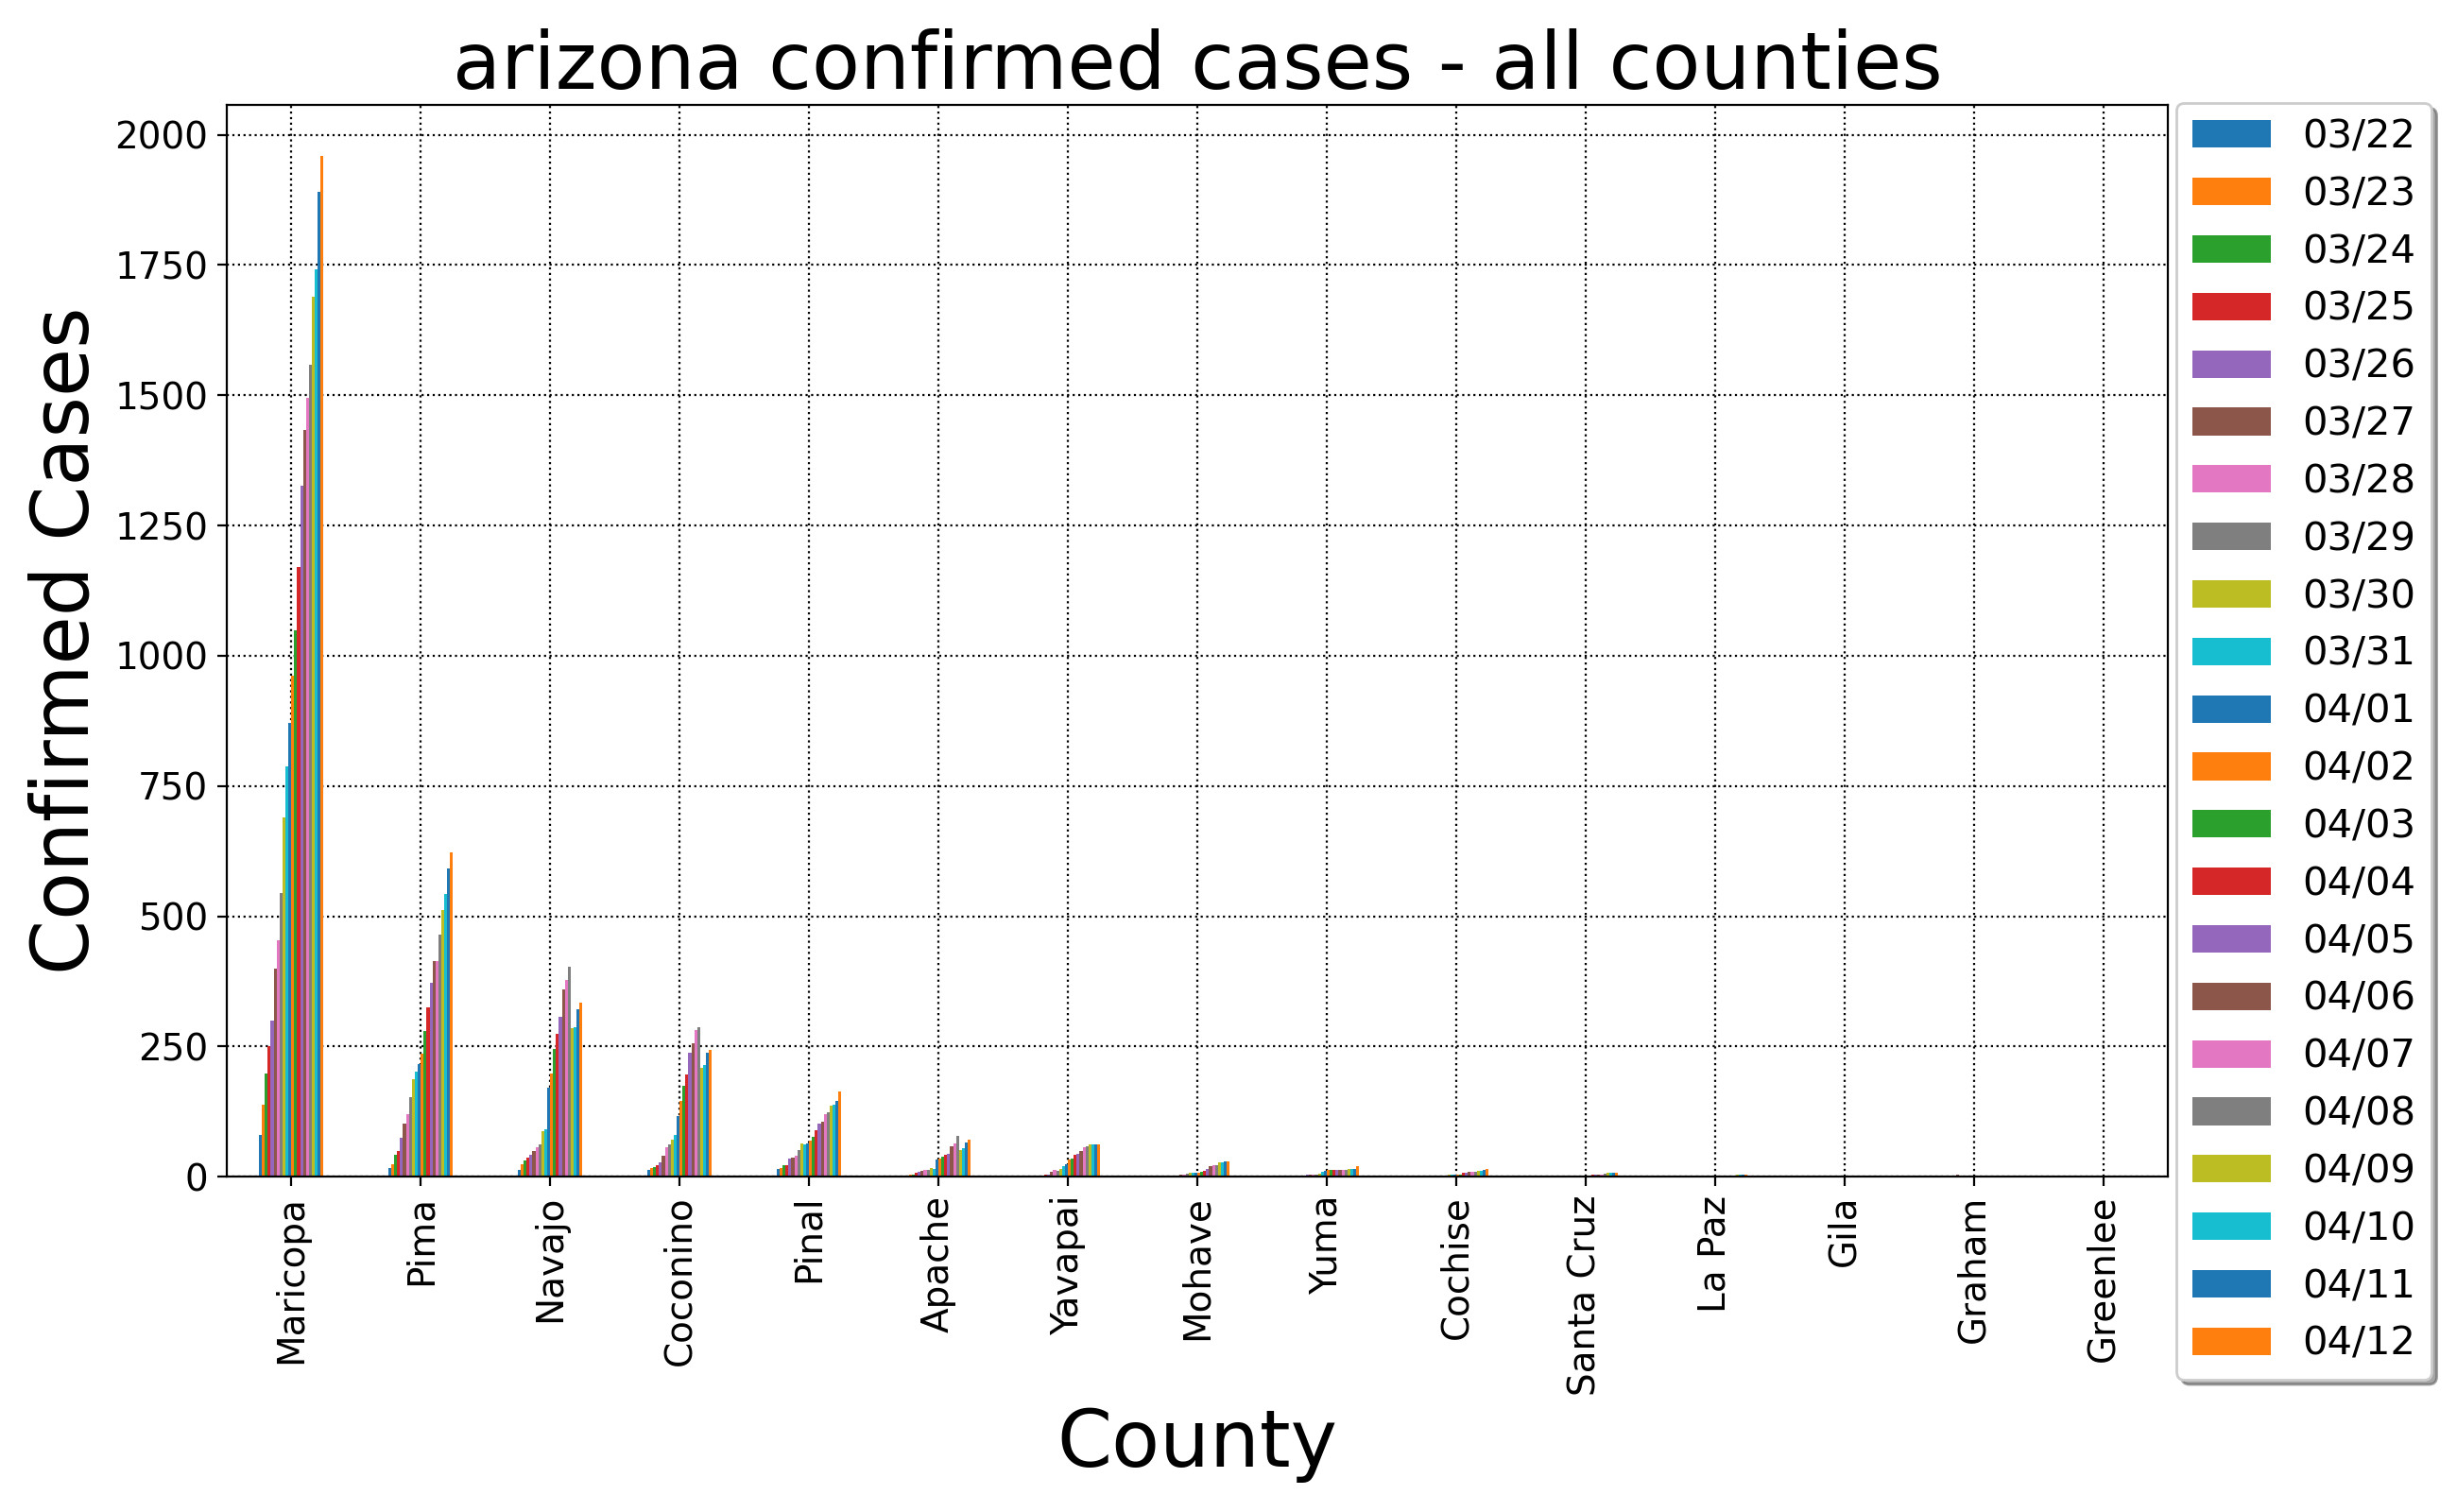 arizona confirmed cases - all counties
Confirmed Cases
2000
1750
1500
1250
1000
750
500
250
0
Maricopa
Pima
Navajo
Coconino
Pinal
Apache
Yavapai
Mohave
Yuma
Cochise
Santa Cruz
La Paz
Gila
Graham
Greenlee
County
03/22
03/23
03/24
03/25
03/26
03/27
03/28
03/29
03/30
03/31
04/01
04/02
04/03
04/04
04/05
04/06
04/07
04/08
04/09
04/10
04/11
04/12